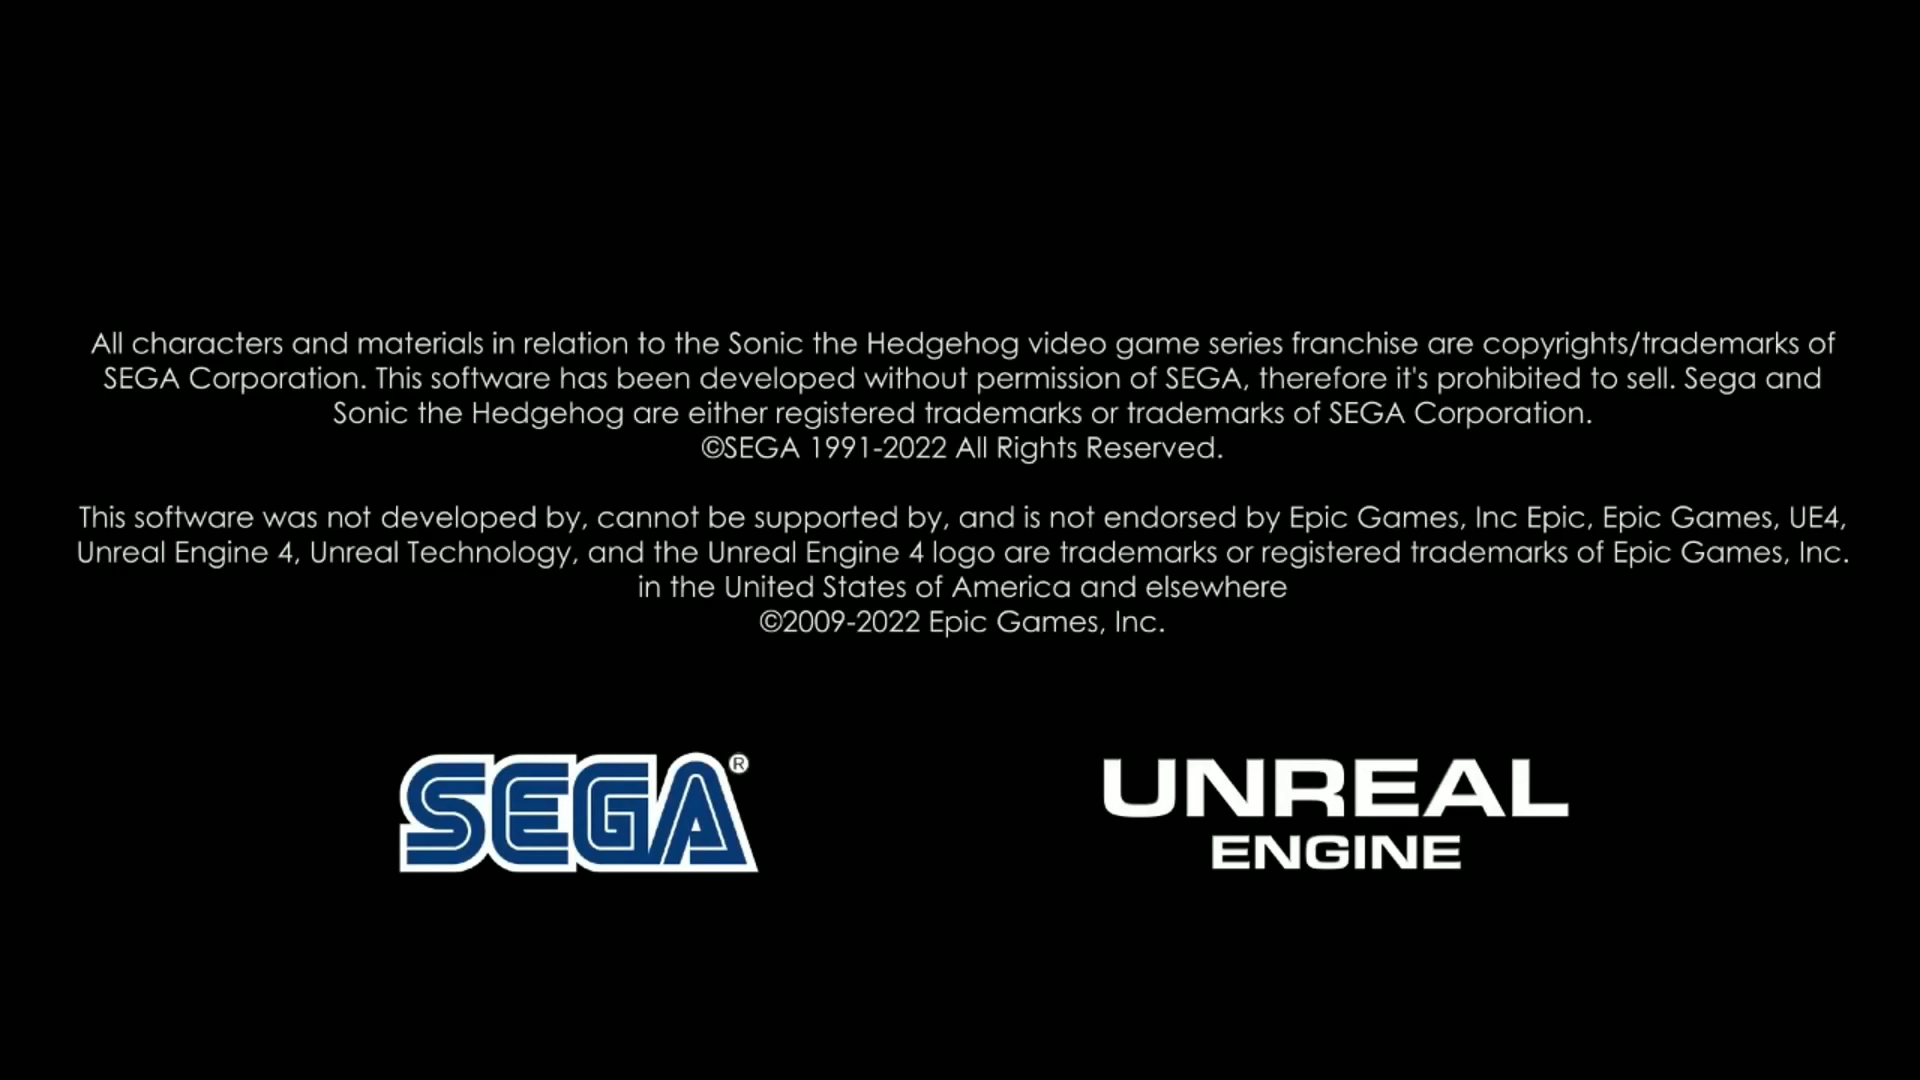 All characters and materials in relation to the Sonic the Hedgehog video game series franchise are copyrights/trademarks of
SEGA Corporation. This software has been developed without permission of SEGA, therefore it's prohibited to sell. Sega and
Sonic the Hedgehog are either registered trademarks or trademarks of SEGA Corporation.
©SEGA 1991-2022 All Rights Reserved.
This software was not developed by, cannot be supported by, and is not endorsed by Epic Games, Inc Epic, Epic Games, UE4,
Unreal Engine 4, Unreal Technology, and the Unreal Engine 4 logo are trademarks or registered trademarks of Epic Games, Inc.
in the United States of America and elsewhere
©2009-2022 Epic Games, Inc.
SEGA®
UNREAL
ENGINE